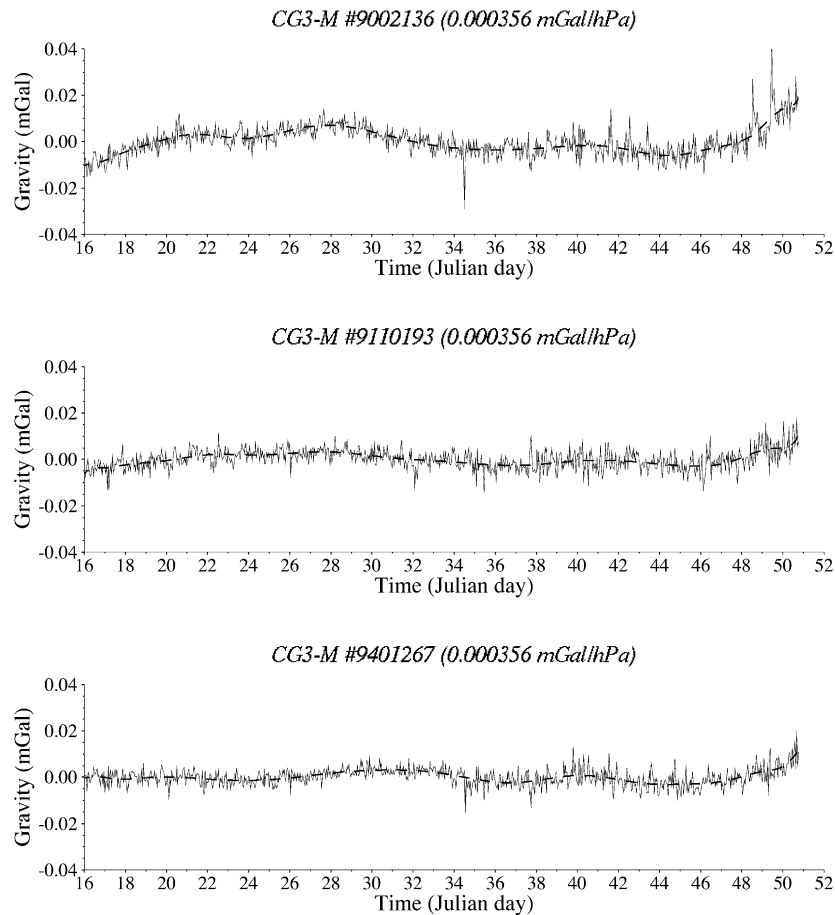 CG3-M #9002136 (0.000356 mGal/hPa)
0.04
0.02
0.00
-0.02
-0.04
Gravity (mGal)
16 18 20 22 24 26 28 30 32 34 36 38 40 42 44 46 48 50 52
Time (Julian day)
CG3-M #9110193 (0.000356 mGal/hPa)
0.04
0.02
0.00
-0.02
-0.04
Gravity (mGal)
16 18 20 22 24 26 28 30 32 34 36 38 40 42 44 46 48 50 52
Time (Julian day)
CG3-M #9401267 (0.000356 mGal/hPa)
0.04
0.02
0.00
-0.02
-0.04
Gravity (mGal)
16 18 20 22 24 26 28 30 32 34 36 38 40 42 44 46 48 50 52
Time (Julian day)